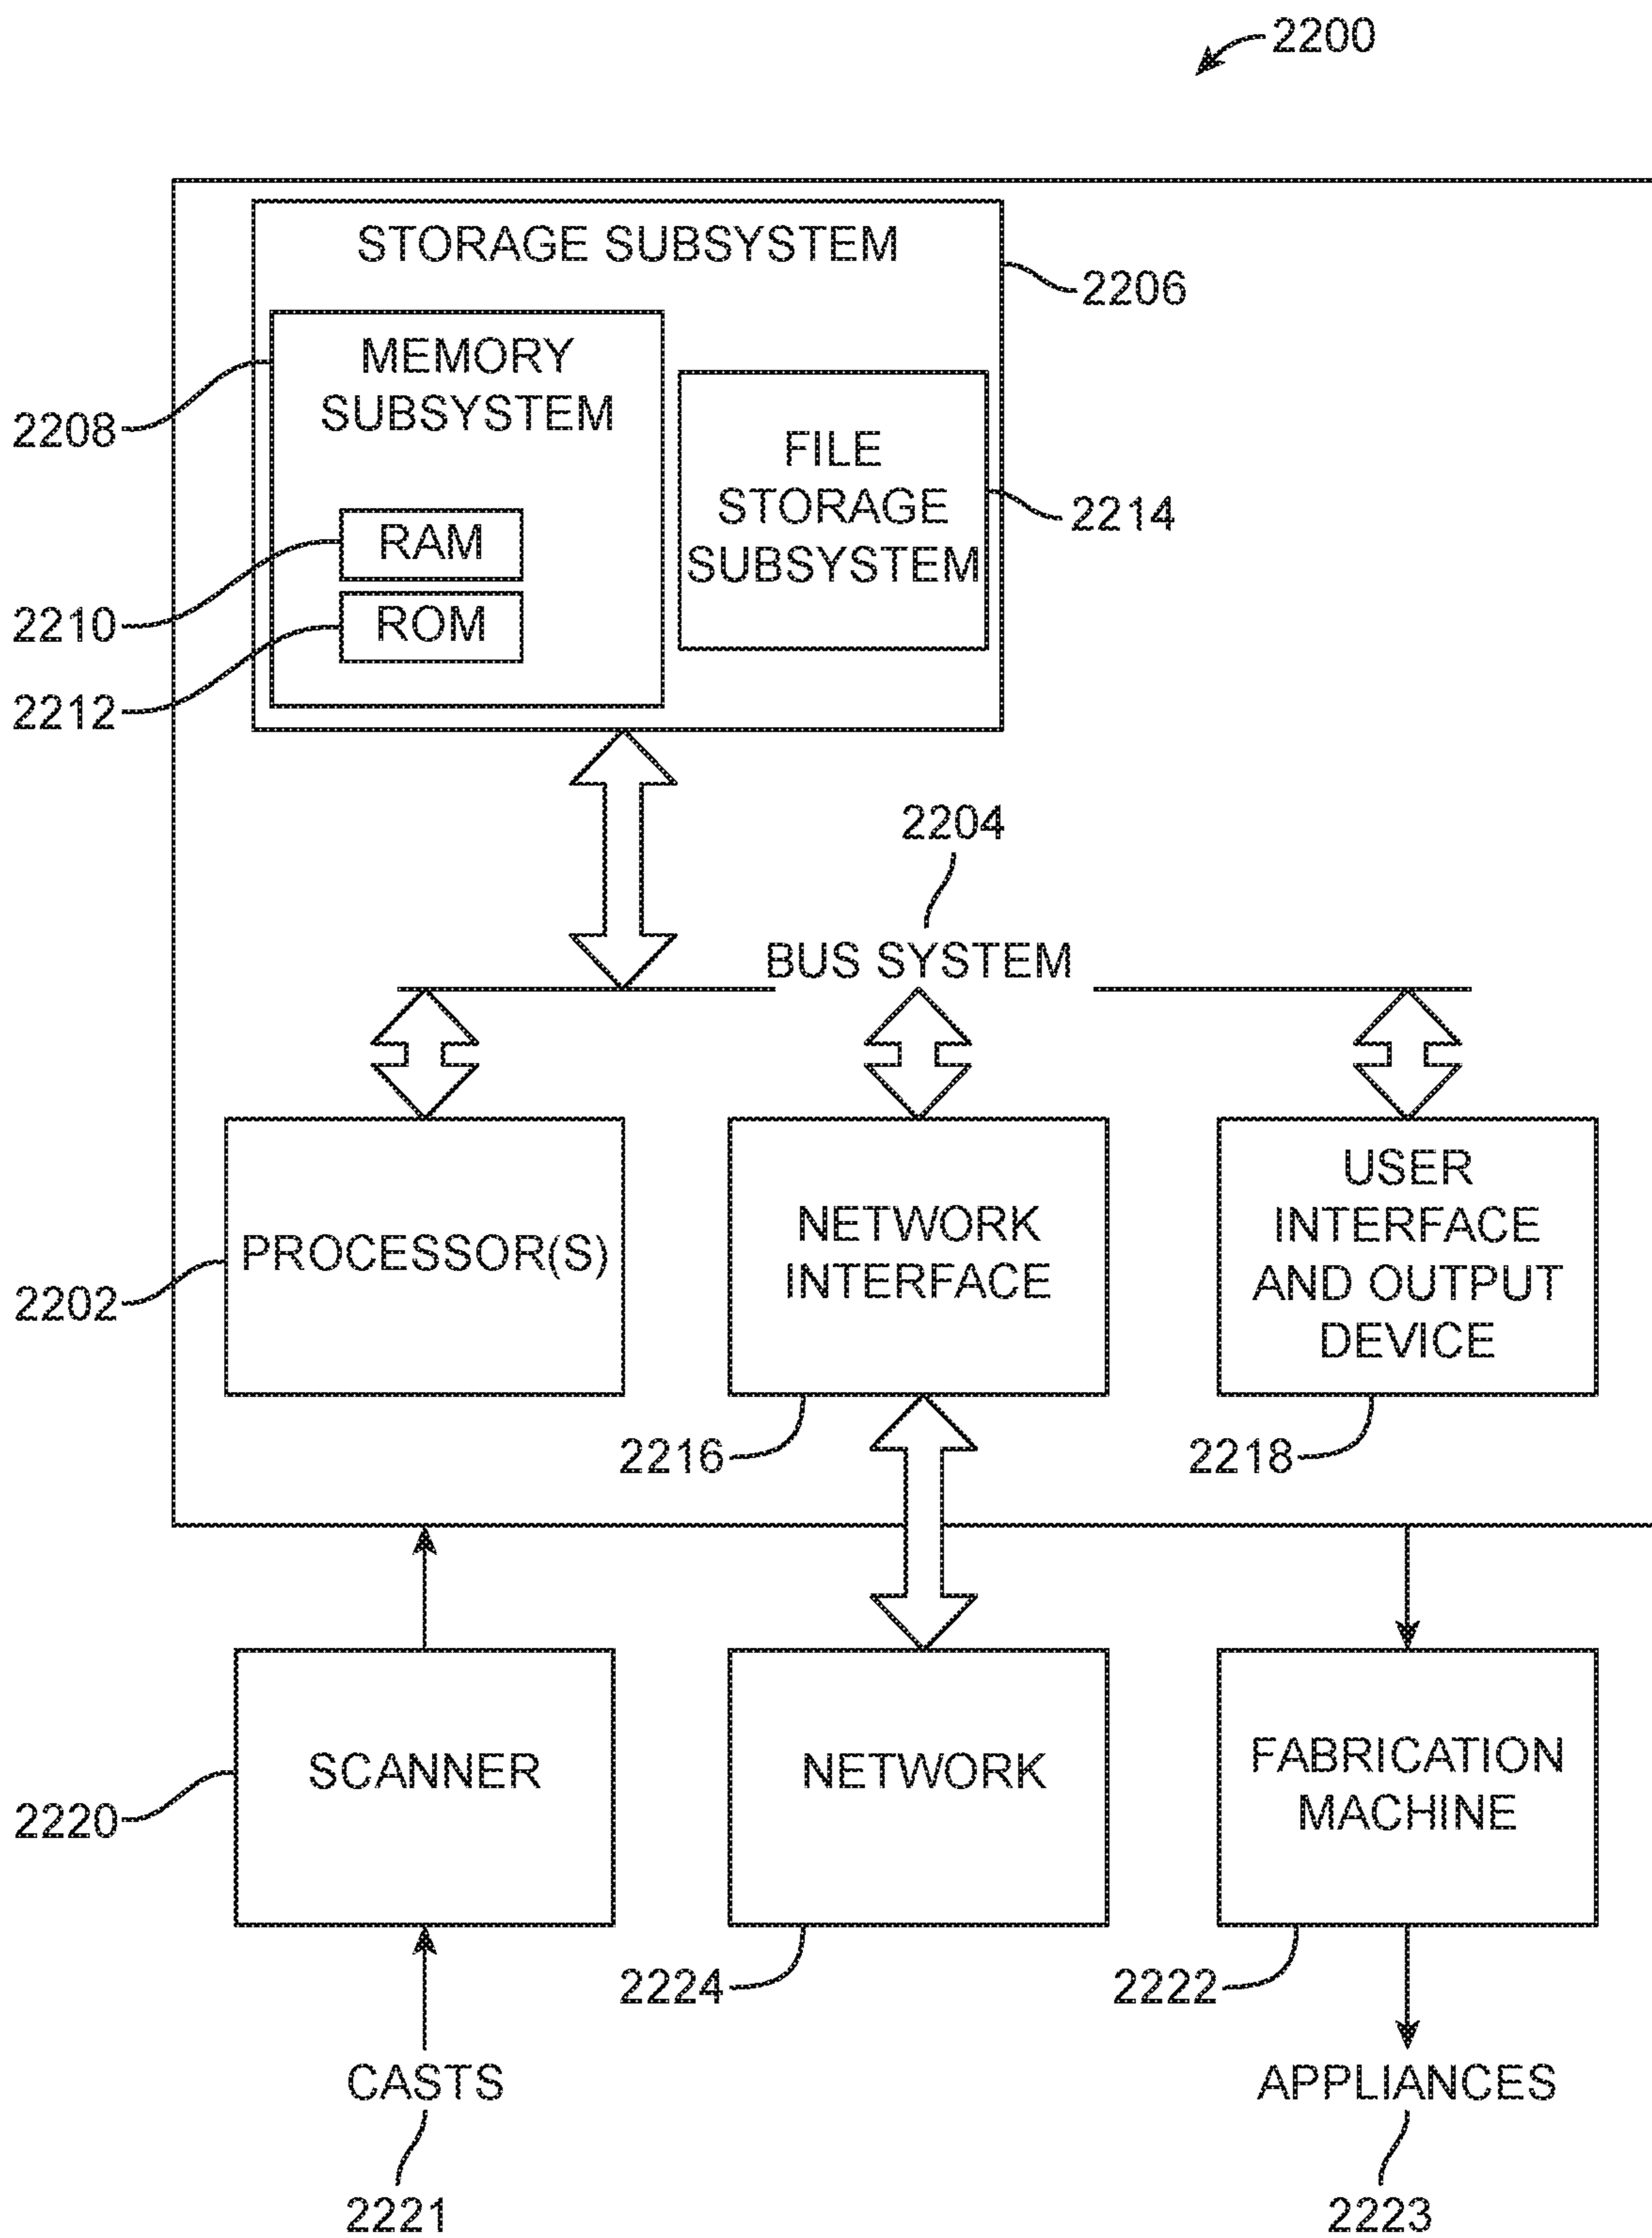 2200
STORAGE SUBSYSTEM
2206
MEMORY
SUBSYSTEM
2208
FILE
STORAGE
SUBSYSTEM
2214
RAM
2210
ROM
2212
2204
BUS SYSTEM
PROCESSOR(S)
2202
NETWORK
INTERFACE
2216
USER
INTERFACE
AND OUTPUT
DEVICE
2218
SCANNER
2220
NETWORK
2224
FABRICATION
MACHINE
2222
CASTS
2221
APPLIANCES
2223